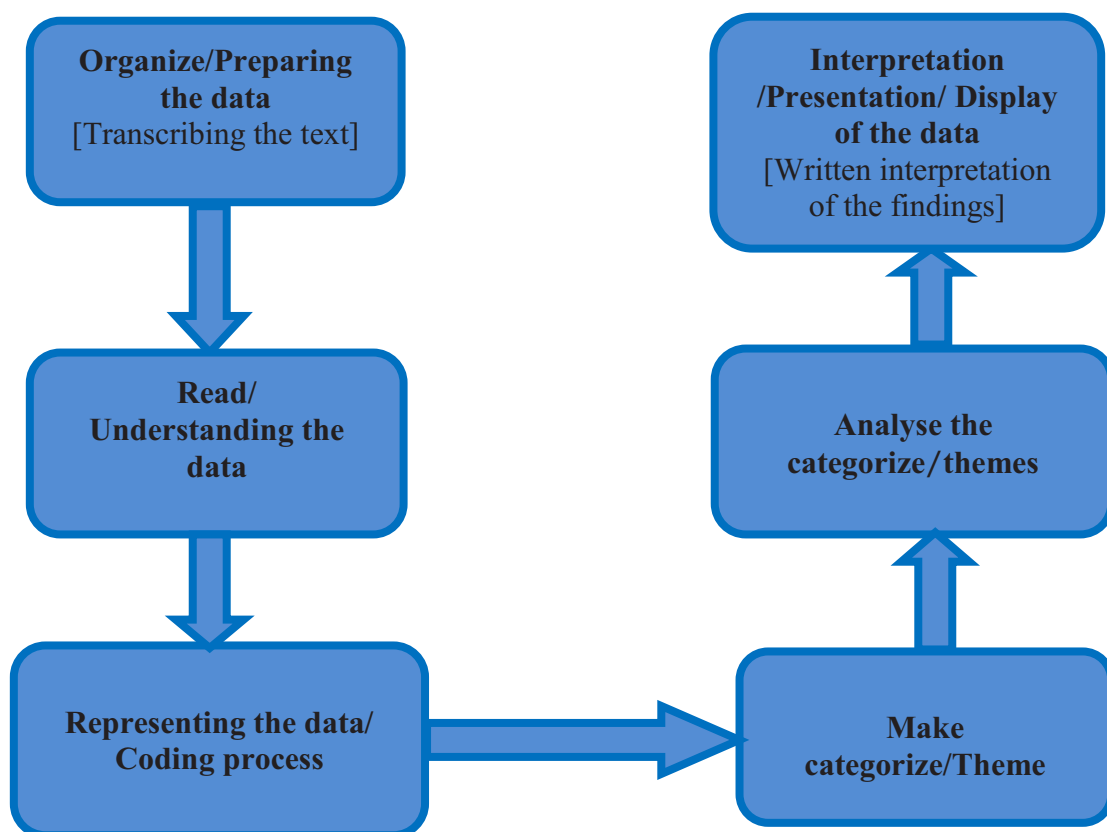 Organize/Preparing
the data
[Transcribing the text]
Read/
Understanding the
data
Representing the data/
Coding process
Make
categorize/Theme
Analyse the
categorize/themes
Interpretation
/Presentation/ Display
of the data
[Written interpretation
of the findings]